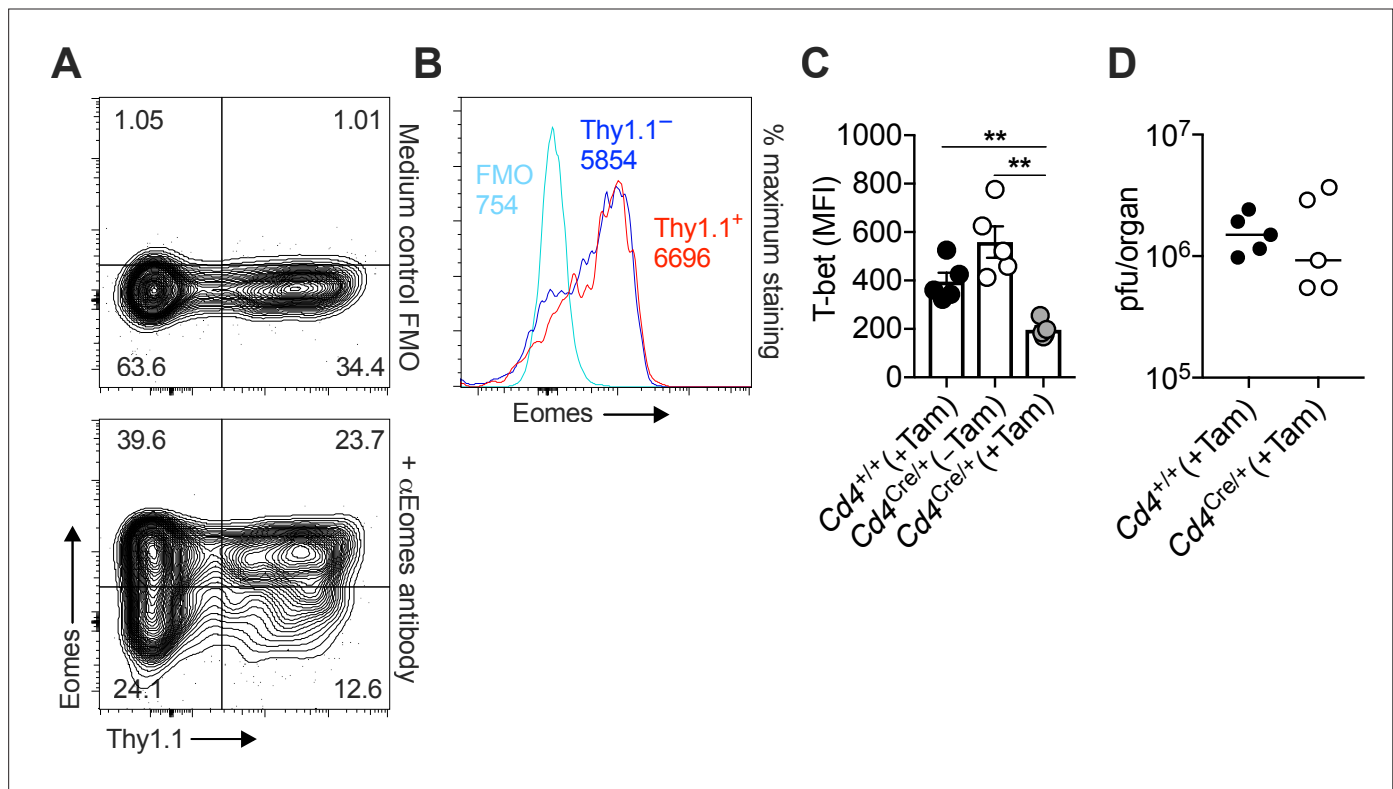 A
1.05
1.01
63.6
34.4
Medium control FMO
39.6
23.7
24.1
12.6
+ αEomes antibody
Eomes
Thy1.1
B
FMO
754
Thy1.1⁻
5854
Thy1.1⁺
6696
% maximum staining
Eomes
C
T-bet (MFI)
1000
800
600
400
200
0
**
**
Cd4⁺/⁺(+Tam)
Cd4ᶜʳᵉ/⁺(–Tam)
Cd4ᶜʳᵉ/⁺(+Tam)
D
pfu/organ
10⁷
10⁶
10⁵
Cd4⁺/⁺(+Tam)
Cd4ᶜʳᵉ/⁺(+Tam)